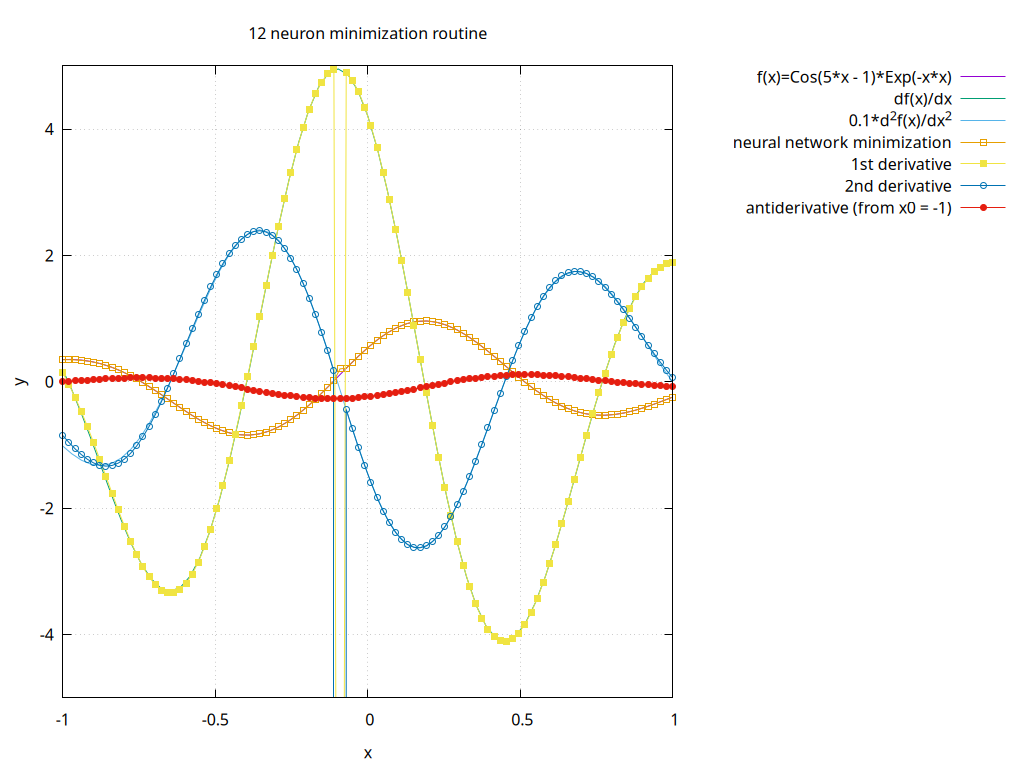 12 neuron minimization routine
f(x)=Cos(5*x - 1)*Exp(-x*x)
df(x)/dx
0.1*d²f(x)/dx²
neural network minimization
1st derivative
2nd derivative
antiderivative (from x0 = -1)
4
2
0
-2
-4
y
-1 -0.5 0 0.5 1
x